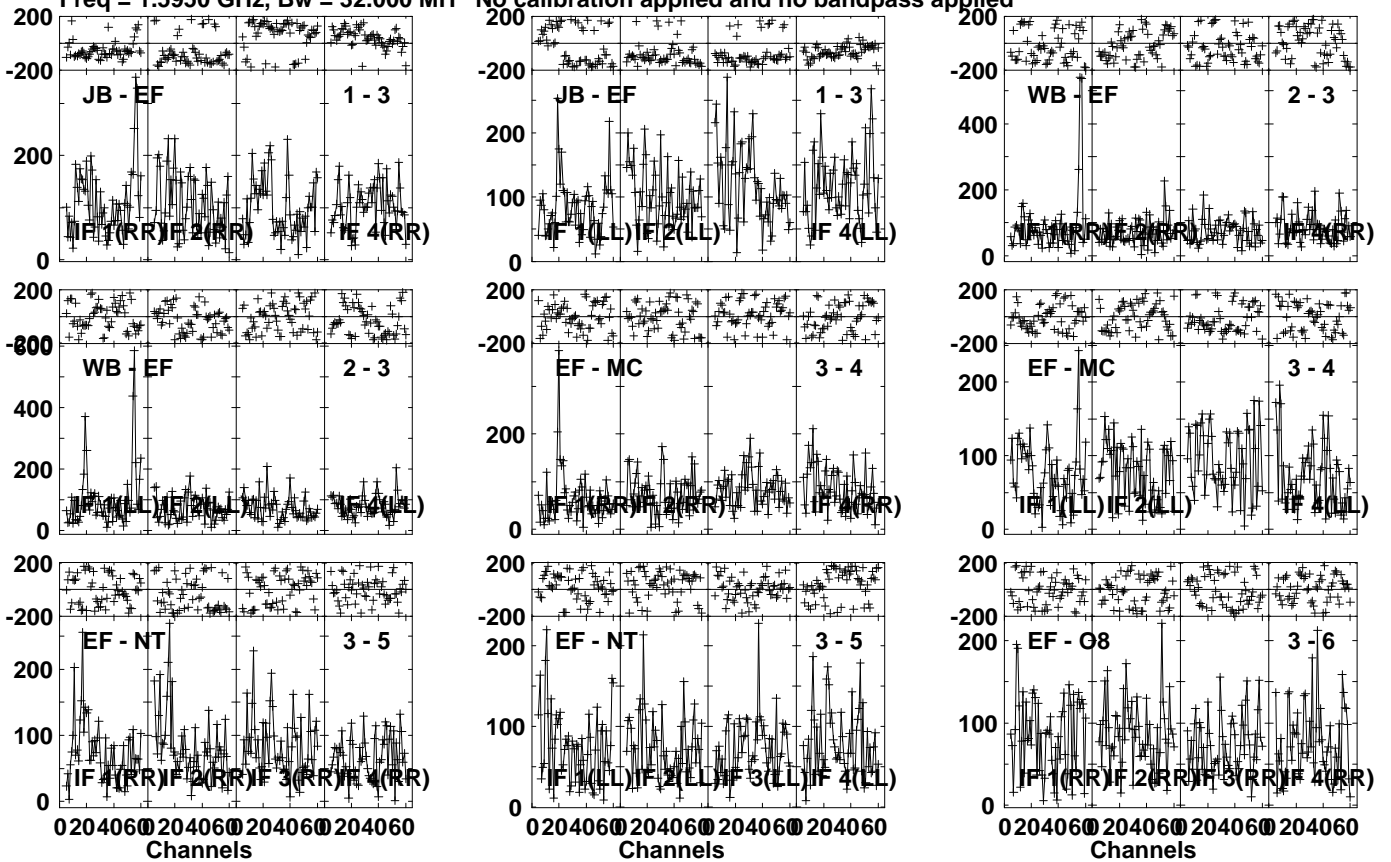 Freq = 1.5950 GHz, Bw = 32.000 MH No calibration applied and no bandpass applied
200 200 200
-200 -200 -200
JB - EF 1 - 3 JB - EF 1 - 3 WB - EF 2 - 3
400
200 200
200
100
IF 1(RR) IF 2(RR) IF 4(RR) IF 1(LL) IF 2(LL) IF 4(LL) IF 1(RR) IF 2(RR) IF 4(RR)
0 0 0
200 200 200
-200 -200 -200
600
WB - EF 2 - 3 EF - MC 3 - 4 EF - MC 3 - 4
400 200
200
200 100
IF 1(LL) IF 2(LL) IF 4(LL) IF 1(RR) IF 2(RR) IF 4(RR) IF 1(LL) IF 2(LL) IF 4(LL)
0 0 0
200 200 200
-200 -200 -200
EF - NT 3 - 5 EF - NT 3 - 5 EF - O8 3 - 6
200 200 200
100 100 100
IF 1(RR) IF 2(RR) IF 3(RR) IF 4(RR) IF 1(LL) IF 2(LL) IF 3(LL) IF 4(LL) IF 1(RR) IF 2(RR) IF 3(RR) IF 4(RR)
0 0 0
0 20 40 60 0 20 40 60 0 20 40 60 0 20 40 60 0 20 40 60 0 20 40 60 0 20 40 60 0 20 40 60 0 20 40 60 0 20 40 60 0 20 40 60 0 20 40 60
Channels Channels Channels